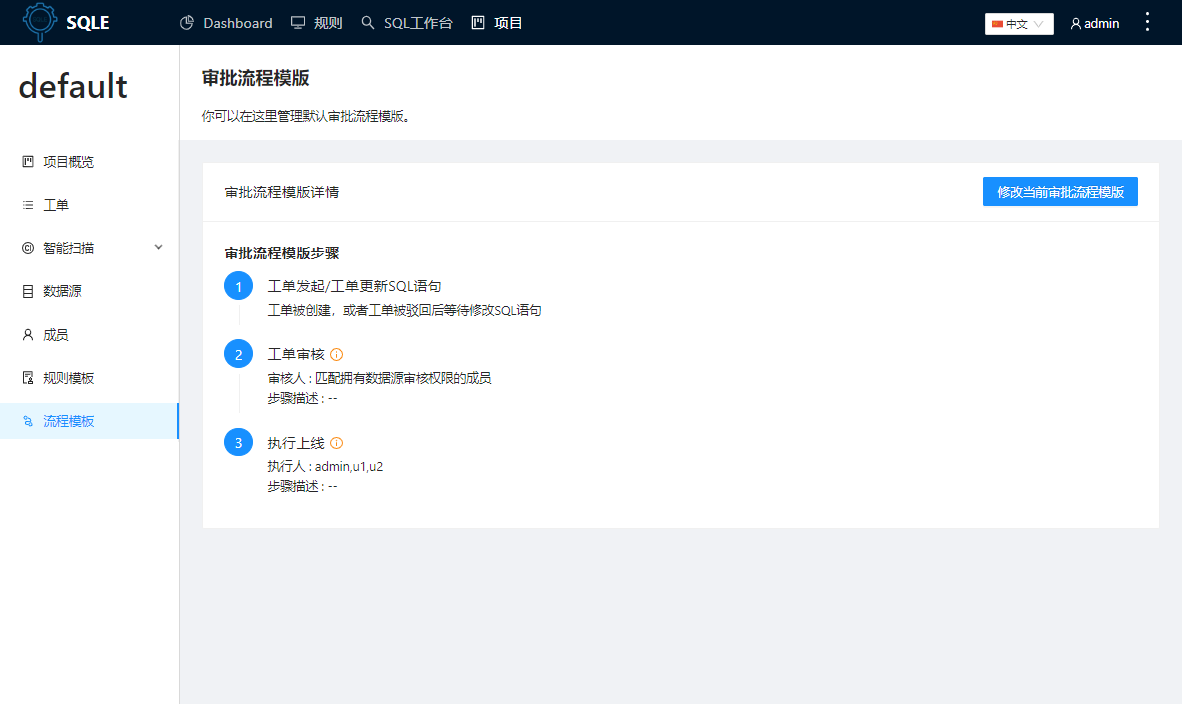 SQLE
Dashboard
规则
SQL工作台
项目
中文
admin
default
项目概览
工单
智能扫描
数据源
成员
规则模板
流程模板
审批流程模版
你可以在这里管理默认审批流程模版。
审批流程模版详情
修改当前审批流程模版
审批流程模版步骤
1
工单发起/工单更新SQL语句
工单被创建，或者工单被驳回后等待修改SQL语句
2
工单审核
审核人 : 匹配拥有数据源审核权限的成员
步骤描述 : --
3
执行上线
执行人 : admin,u1,u2
步骤描述 : --